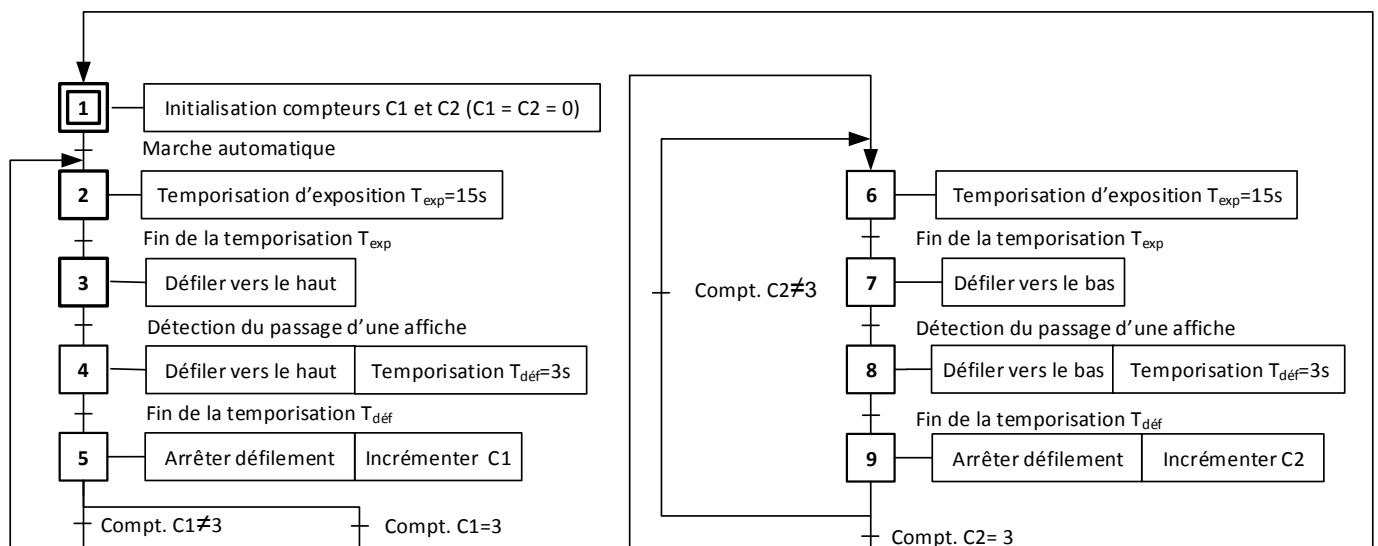 1 Initialisation compteurs C1 et C2 (C1 = C2 = 0)
Marche automatique
2 Temporisation d'exposition Texp=15s
Fin de la temporisation Texp
3 Défiler vers le haut
Détection du passage d'une affiche
4 Défiler vers le haut Temporisation Tdéf=3s
Fin de la temporisation Tdéf
5 Arrêter défilement Incrémenter C1
Compt. C1≠3 Compt. C1=3
6 Temporisation d'exposition Texp=15s
Fin de la temporisation Texp
Compt. C2≠3
7 Défiler vers le bas
Détection du passage d'une affiche
8 Défiler vers le bas Temporisation Tdéf=3s
Fin de la temporisation Tdéf
9 Arrêter défilement Incrémenter C2
Compt. C2= 3